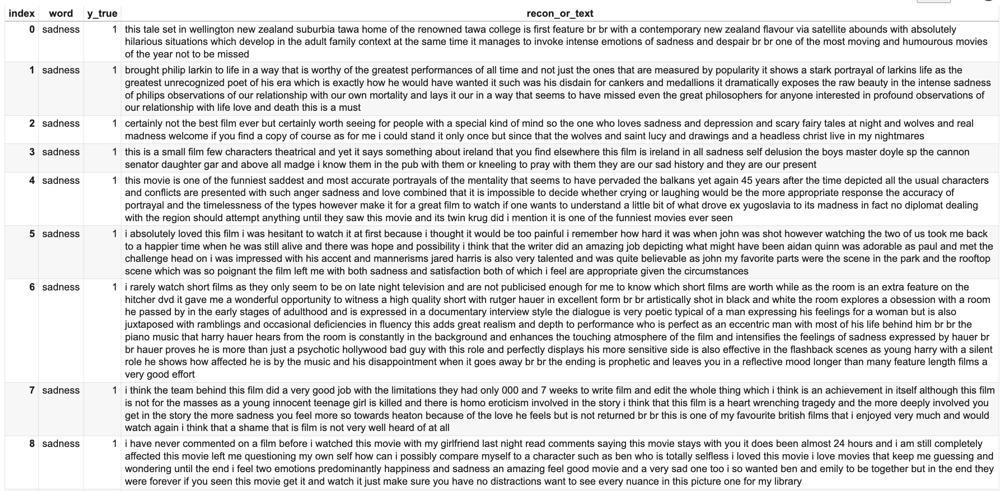 index word y_true recon_or_text
0 sadness 1 this tale set in wellington new zealand suburbia tawa home of the renowned tawa college is first feature br br with a contemporary new zealand flavour via satellite abounds with absolutely
hilarious situations which develop in the adult family context at the same time it manages to invoke intense emotions of sadness and despair br br one of the most moving and humourous movies
of the year not to be missed
1 sadness 1 brought philip larkin to life in a way that is worthy of the greatest performances of all time and not just the ones that are measured by popularity it shows a stark portrayal of larkins life as the
greatest unrecognized poet of his era which is exactly how he would have wanted it such was his disdain for cankers and medallions it dramatically exposes the raw beauty in the intense sadness
of philips observations of our relationship with our own mortality and lays it our in a way that seems to have missed even the great philosophers for anyone interested in profound observations of
our relationship with life love and death this is a must
2 sadness 1 certainly not the best film ever but certainly worth seeing for people with a special kind of mind so the one who loves sadness and depression and scary fairy tales at night and wolves and real
madness welcome if you find a copy of course as for me i could stand it only once but since that the wolves and saint lucy and drawings and a headless christ live in my nightmares
3 sadness 1 this is a small film few characters theatrical and yet it says something about ireland that you find elsewhere this film is ireland in all sadness self delusion the boys master doyle sp the cannon
senator daughter gar and above all madge i know them in the pub with them or kneeling to pray with them they are our sad history and they are our present
4 sadness 1 this movie is one of the funniest saddest and most accurate portrayals of the mentality that seems to have pervaded the balkans yet again 45 years after the time depicted all the usual characters
and conflicts are presented with such anger sadness and love combined that it is impossible to decide whether crying or laughing would be the more appropriate response the accuracy of
portrayal and the timelessness of the types however make it for a great film to watch if one wants to understand a little bit of what drove ex yugoslavia to its madness in fact no diplomat dealing
with the region should attempt anything until they saw this movie and its twin krug did i mention it is one of the funniest movies ever seen
5 sadness 1 i absolutely loved this film i was hesitant to watch it at first because i thought it would be too painful i remember how hard it was when john was shot however watching the two of us took me back
to a happier time when he was still alive and there was hope and possibility i think that the writer did an amazing job depicting what might have been aidan quinn was adorable as paul and met the
challenge head on i was impressed with his accent and mannerisms jared harris is also very talented and was quite believable as john my favorite parts were the scene in the park and the rooftop
scene which was so poignant the film left me with both sadness and satisfaction both of which i feel are appropriate given the circumstances
6 sadness 1 i rarely watch short films as they only seem to be on late night television and are not publicised enough for me to know which short films are worth while as the room is an extra feature on the
hitcher dvd it gave me a wonderful opportunity to witness a high quality short with rutger hauer in excellent form br br artistically shot in black and white the room explores a obsession with a room
he passed by in the early stages of adulthood and is expressed in a documentary interview style the dialogue is very poetic typical of a man expressing his feelings for a woman but is also
juxtaposed with ramblings and occasional deficiencies in fluency this adds great realism and depth to performance who is perfect as an eccentric man with most of his life behind him br br the
piano music that harry hauer hears from the room is constantly in the background and enhances the touching atmosphere of the film and intensifies the feelings of sadness expressed by hauer br
br hauer proves he is more than just a psychotic hollywood bad guy with this role and perfectly displays his more sensitive side is also effective in the flashback scenes as young harry with a silent
role he shows how affected he is by the music and his disappointment when it goes away br br the ending is prophetic and leaves you in a reflective mood longer than many feature length films a
very good effort
7 sadness 1 i think the team behind this film did a very good job with the limitations they had only 000 and 7 weeks to write film and edit the whole thing which i think is an achievement in itself although this film
is not for the masses as a young innocent teenage girl is killed and there is homo eroticism involved in the story i think that this film is a heart wrenching tragedy and the more deeply involved you
get in the story the more sadness you feel more so towards heaton because of the love he feels but is not returned br br this is one of my favourite british films that i enjoyed very much and would
watch again i think that a shame that is film is not very well heard of at all
8 sadness 1 i have never commented on a film before i watched this movie with my girlfriend last night read comments saying this movie stays with you it does been almost 24 hours and i am still completely
affected this movie left me questioning my own self how can i possibly compare myself to a character such as ben who is totally selfless i loved this movie i love movies that keep me guessing and
wondering until the end i feel two emotions predominantly happiness and sadness an amazing feel good movie and a very sad one too i so wanted ben and emily to be together but in the end they
were forever if you seen this movie get it and watch it just make sure you have no distractions want to see every nuance in this picture one for my library